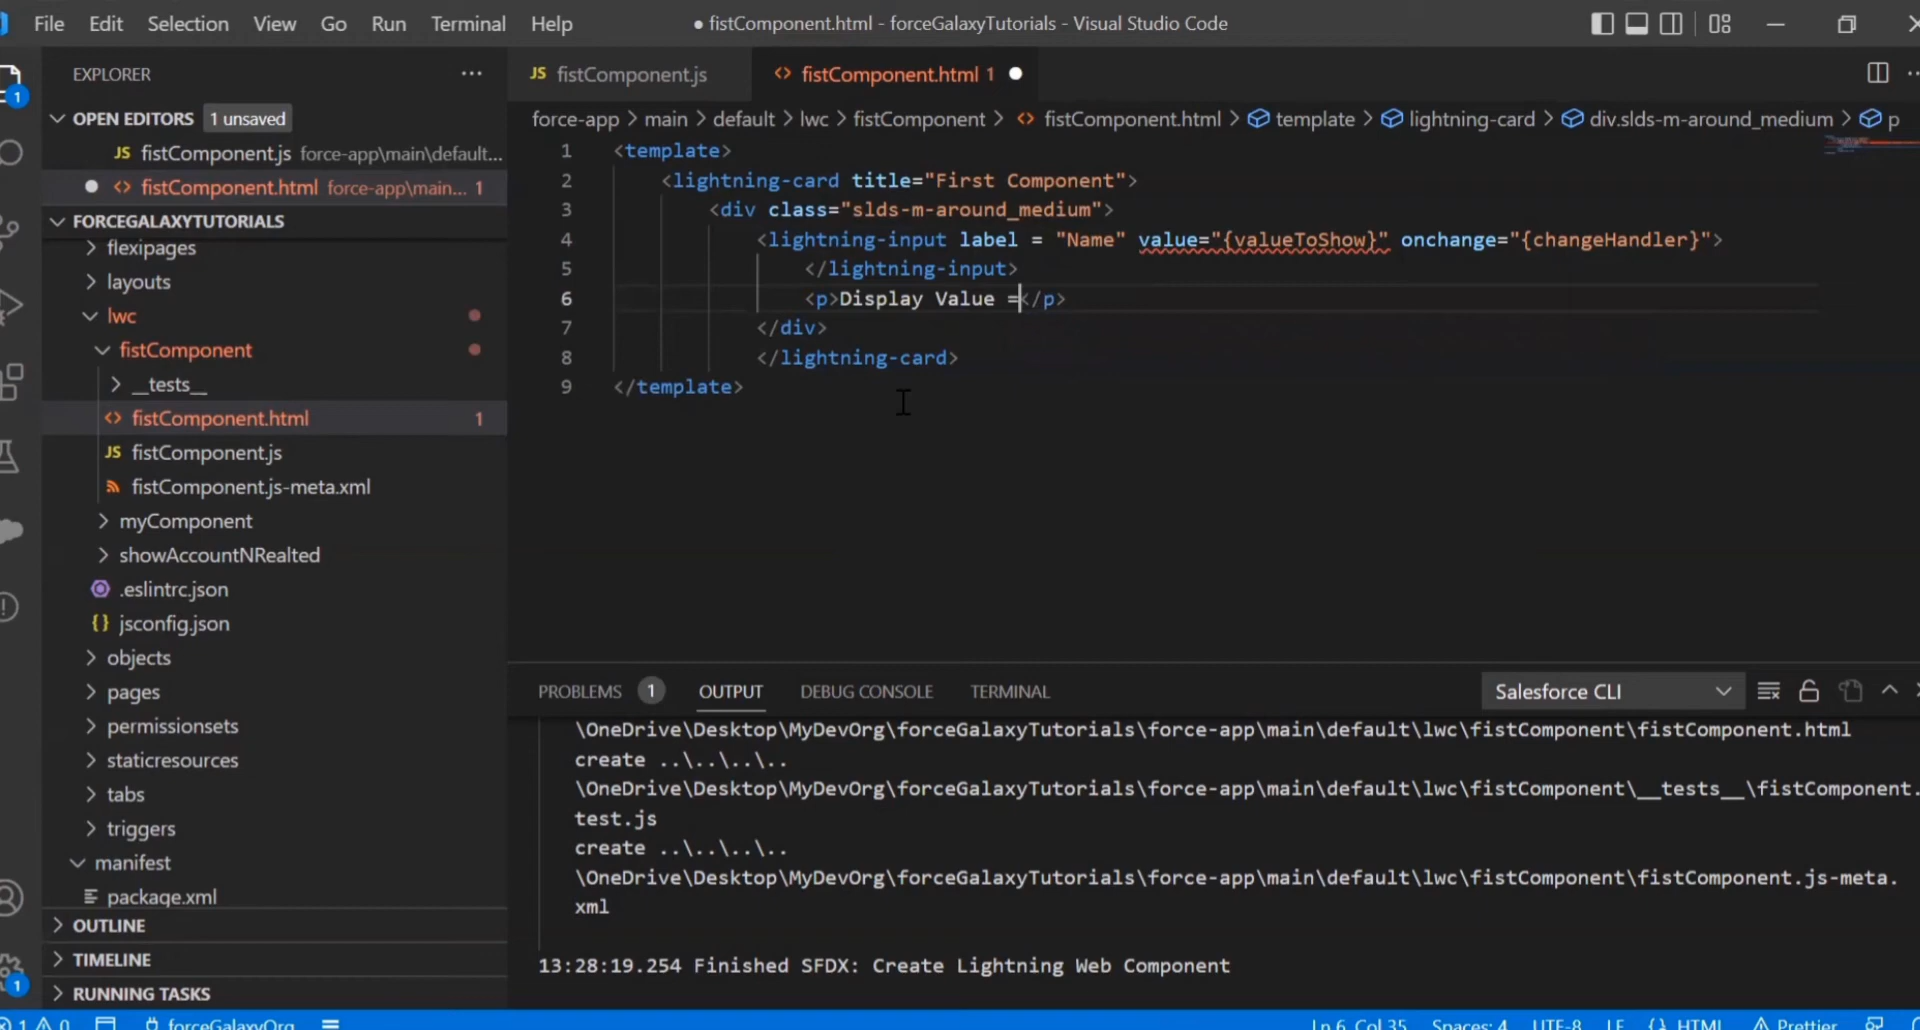 File Edit Selection View Go Run Terminal Help
● fistComponent.html - forceGalaxyTutorials - Visual Studio Code
EXPLORER
OPEN EDITORS 1 unsaved
JS fistComponent.js force-app\main\default...
● <> fistComponent.html force-app\main... 1
FORCEGALAXYTUTORIALS
flexipages
layouts
lwc
fistComponent
__tests__
<> fistComponent.html 1
JS fistComponent.js
fistComponent.js-meta.xml
myComponent
showAccountNRealted
.eslintrc.json
{} jsconfig.json
objects
pages
permissionsets
staticresources
tabs
triggers
manifest
package.xml
OUTLINE
TIMELINE
RUNNING TASKS
1
1
JS fistComponent.js
<> fistComponent.html 1 ●
force-app > main > default > lwc > fistComponent > <> fistComponent.html > template > lightning-card > div.slds-m-around_medium > p
1 <template>
2 <lightning-card title="First Component">
3 <div class="slds-m-around_medium">
4 <lightning-input label = "Name" value="{valueToShow}" onchange="{changeHandler}">
5 </lightning-input>
6 <p>Display Value =</p>
7 </div>
8 </lightning-card>
9 </template>
PROBLEMS 1 OUTPUT DEBUG CONSOLE TERMINAL
Salesforce CLI
\OneDrive\Desktop\MyDevOrg\forceGalaxyTutorials\force-app\main\default\lwc\fistComponent\fistComponent.html
create ..\..\..\..
\OneDrive\Desktop\MyDevOrg\forceGalaxyTutorials\force-app\main\default\lwc\fistComponent\__tests__\fistComponent.
test.js
create ..\..\..\..
\OneDrive\Desktop\MyDevOrg\forceGalaxyTutorials\force-app\main\default\lwc\fistComponent\fistComponent.js-meta.
xml
13:28:19.254 Finished SFDX: Create Lightning Web Component
1 0 forceGalaxyOrg
Ln 6, Col 35 Spaces: 4 UTF-8 LF {} HTML Prettier